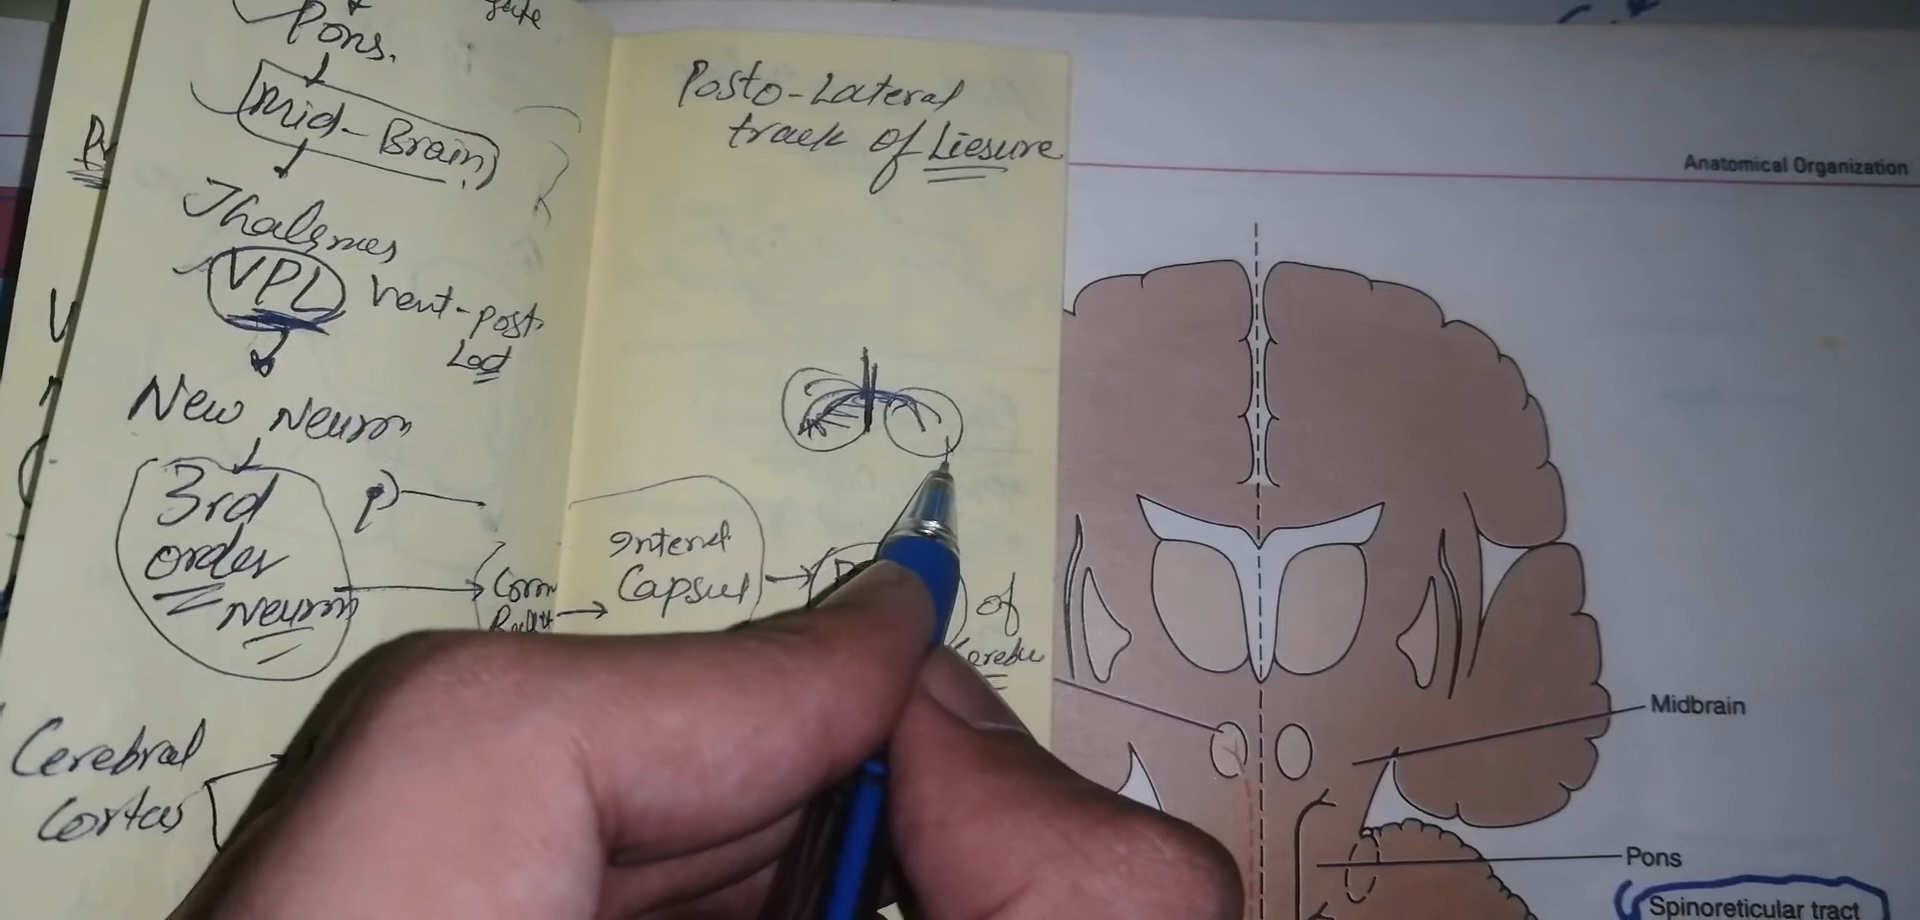 Pons.
Mid-Brain
Thalamus
VPL Vent-post
Lat
New Neuron
3rd
order
Neuron
Internal
Capsul
of
Cerebral
Cortex
Posto-Lateral
track of Liesure
Anatomical Organization
Midbrain
Pons
Spinoreticular tract